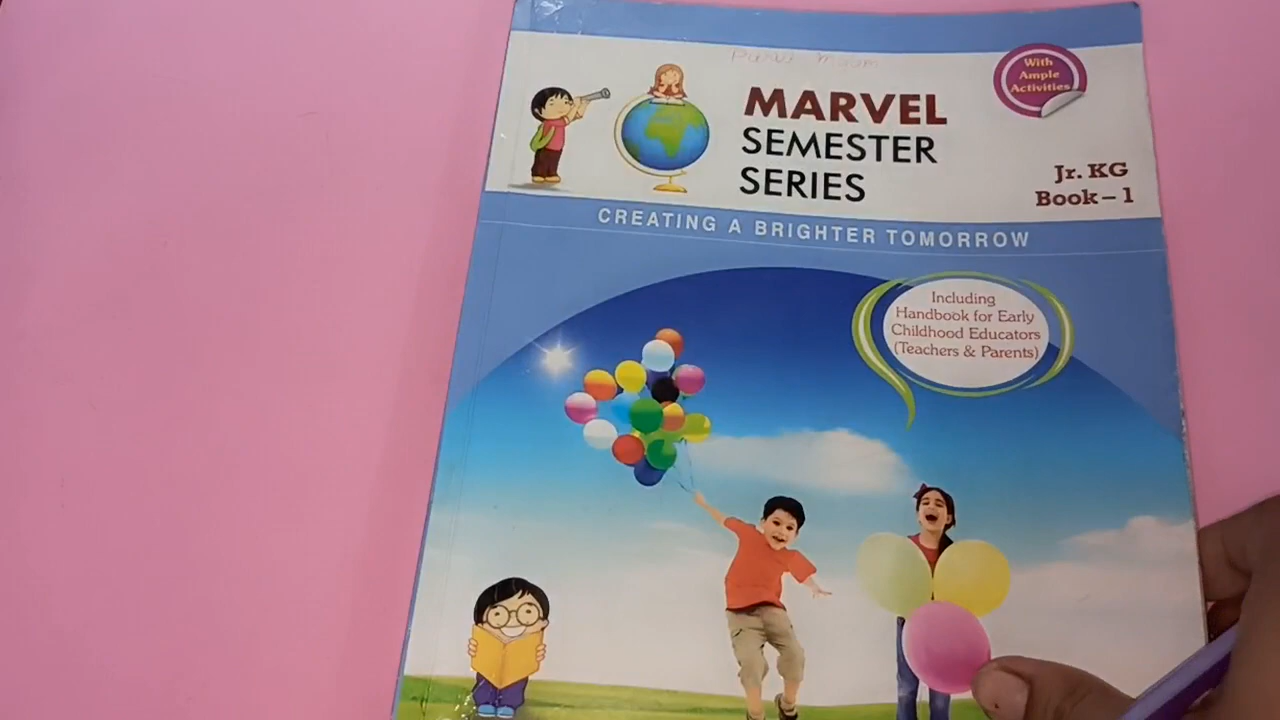 With
Ample
Activities
MARVEL
SEMESTER
SERIES
Jr. KG
Book – 1
CREATING A BRIGHTER TOMORROW
Including
Handbook for Early
Childhood Educators
(Teachers & Parents)